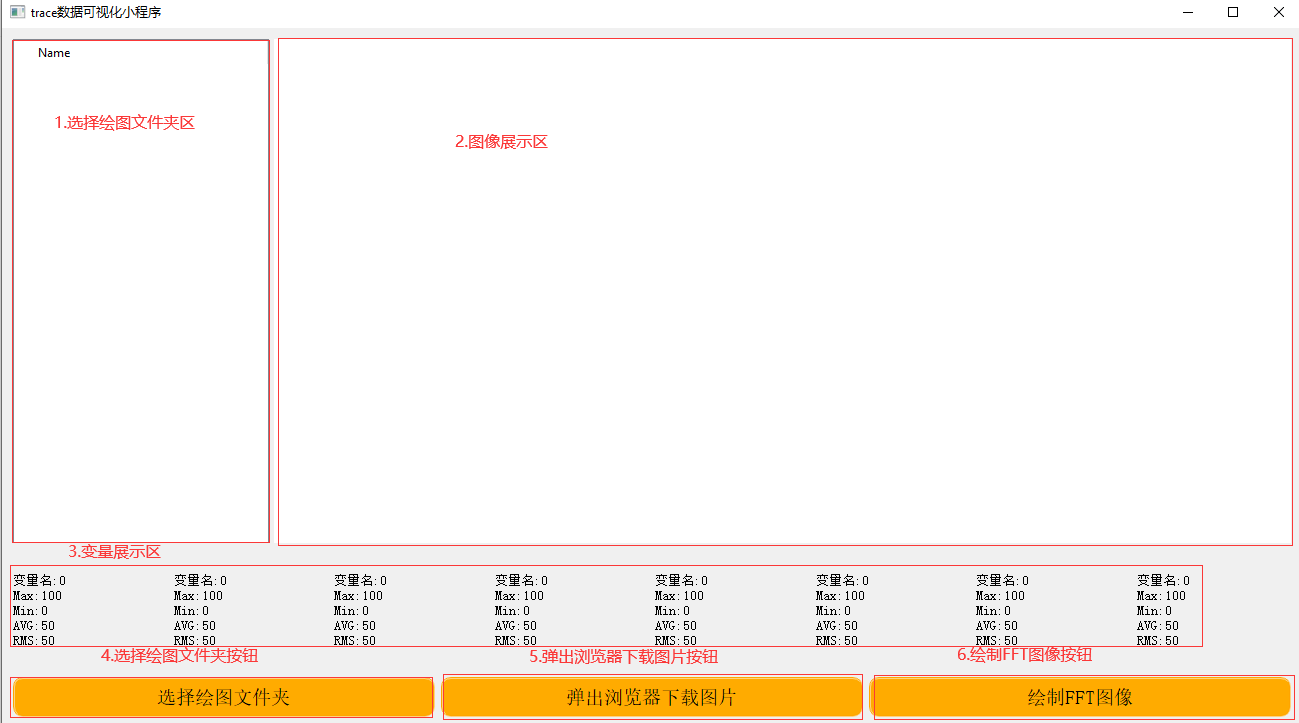 trace数据可视化小程序
Name
1.选择绘图文件夹区
2.图像展示区
3.变量展示区
变量名:0 变量名:0 变量名:0 变量名:0 变量名:0 变量名:0 变量名:0 变量名:0
Max:100 Max:100 Max:100 Max:100 Max:100 Max:100 Max:100 Max:100
Min:0 Min:0 Min:0 Min:0 Min:0 Min:0 Min:0 Min:0
AVG:50 AVG:50 AVG:50 AVG:50 AVG:50 AVG:50 AVG:50 AVG:50
RMS:50 RMS:50 RMS:50 RMS:50 RMS:50 RMS:50 RMS:50 RMS:50
4.选择绘图文件夹按钮 5.弹出浏览器下载图片按钮 6.绘制FFT图像按钮
选择绘图文件夹 弹出浏览器下载图片 绘制FFT图像